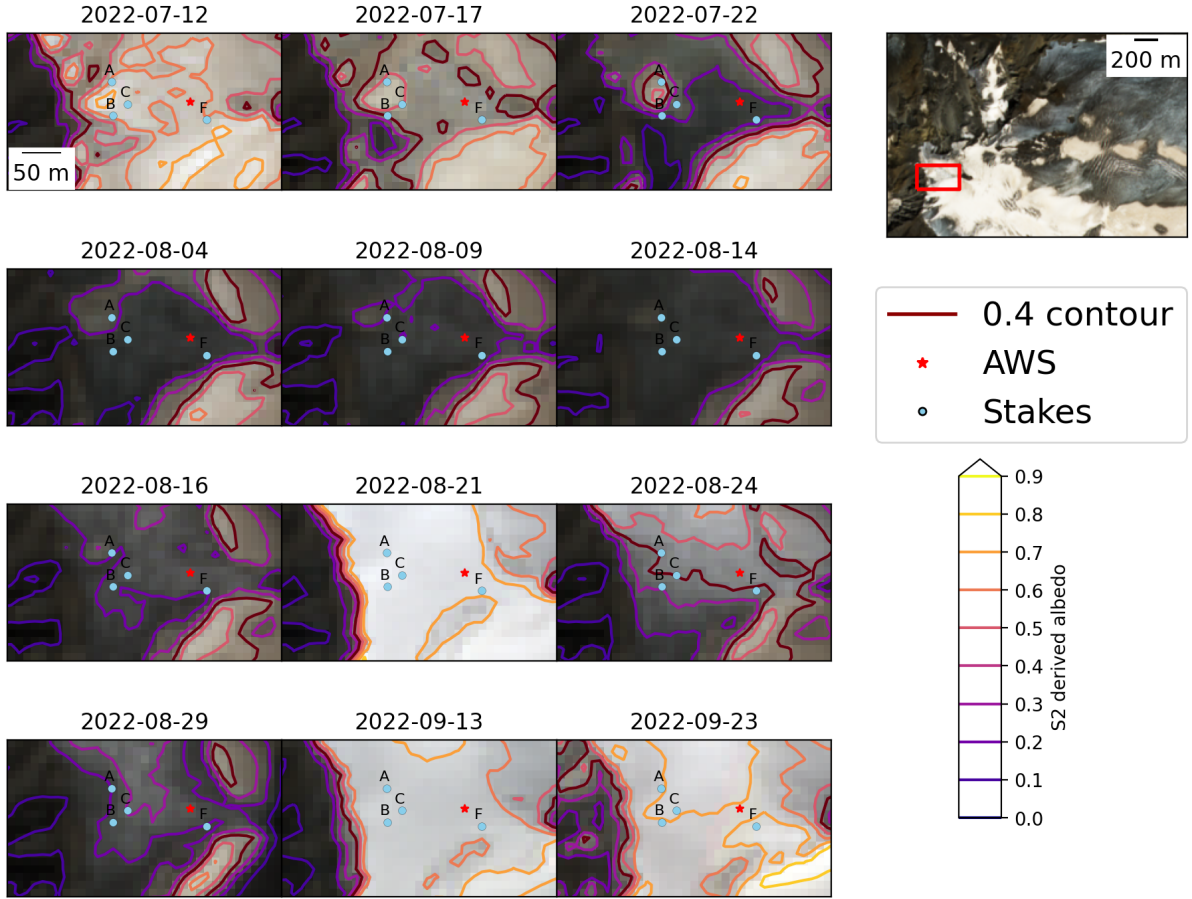 2022-07-12
2022-07-17
2022-07-22
A
B
C
F
50 m
A
B
C
F
A
B
C
F
200 m
2022-08-04
2022-08-09
2022-08-14
A
B
C
F
A
B
C
F
A
B
C
F
0.4 contour
AWS
Stakes
2022-08-16
2022-08-21
2022-08-24
A
B
C
F
A
B
C
F
A
B
C
F
2022-08-29
2022-09-13
2022-09-23
A
B
C
F
A
B
C
F
A
B
C
F
0.9
0.8
0.7
0.6
0.5
0.4
0.3
0.2
0.1
0.0
S2 derived albedo